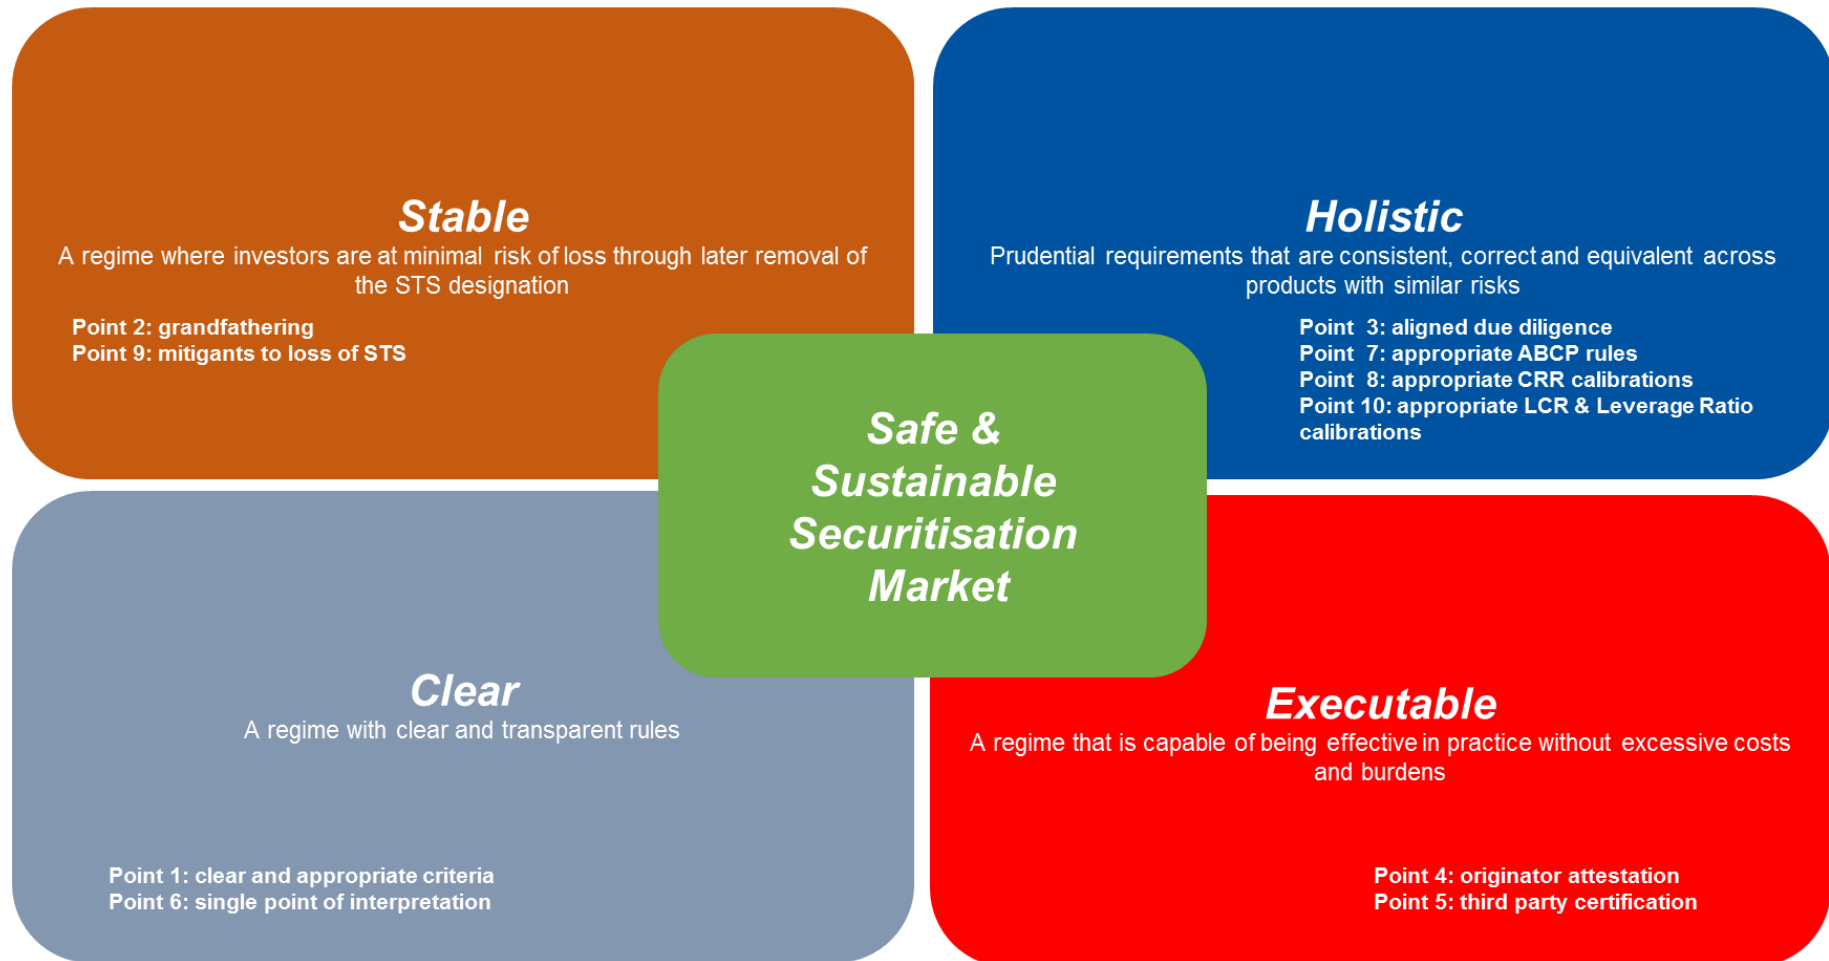 Stable
A regime where investors are at minimal risk of loss through later removal of
the STS designation
Point 2: grandfathering
Point 9: mitigants to loss of STS
Holistic
Prudential requirements that are consistent, correct and equivalent across
products with similar risks
Point 3: aligned due diligence
Point 7: appropriate ABCP rules
Point 8: appropriate CRR calibrations
Point 10: appropriate LCR & Leverage Ratio
calibrations
Safe &
Sustainable
Securitisation
Market
Clear
A regime with clear and transparent rules
Point 1: clear and appropriate criteria
Point 6: single point of interpretation
Executable
A regime that is capable of being effective in practice without excessive costs
and burdens
Point 4: originator attestation
Point 5: third party certification